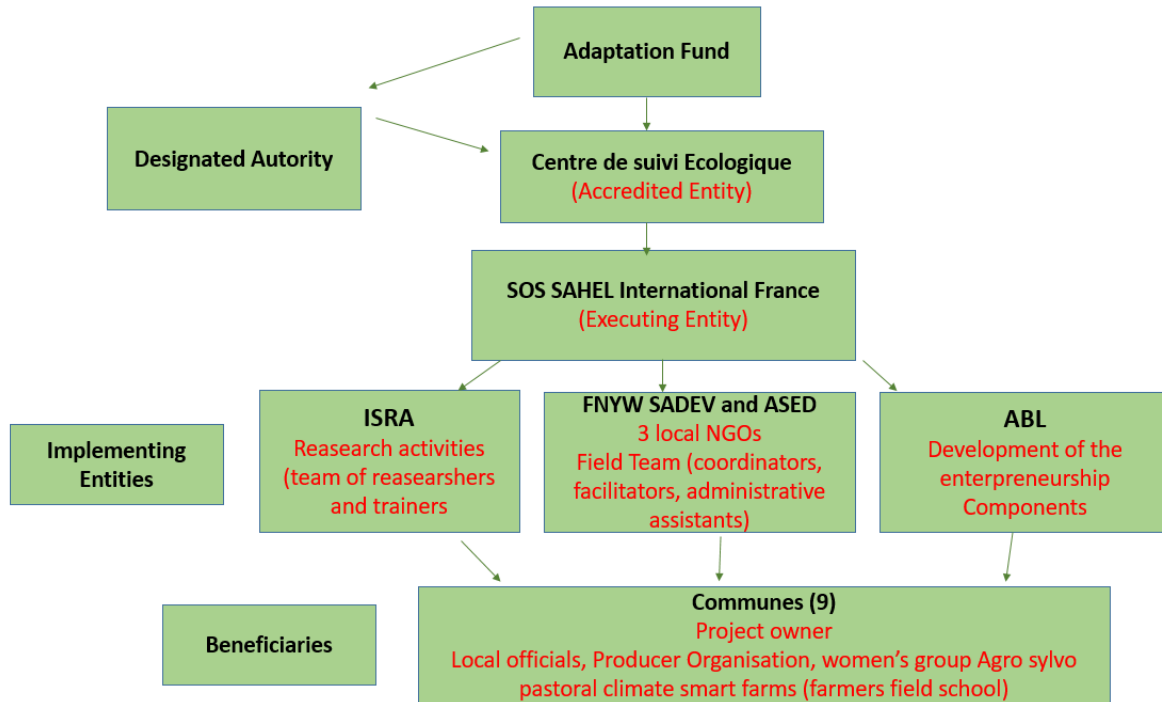 Adaptation Fund
Designated Autority
Centre de suivi Ecologique
(Accredited Entity)
SOS SAHEL International France
(Executing Entity)
Implementing
Entities
ISRA
Reasearch activities
(team of reasearshers
and trainers
FNYW SADEV and ASED
3 local NGOs
Field Team (coordinators,
facilitators, administrative
assistants)
ABL
Development of the
enterpreneurship
Components
Beneficiaries
Communes (9)
Project owner
Local officials, Producer Organisation, women's group Agro sylvo
pastoral climate smart farms (farmers field school)